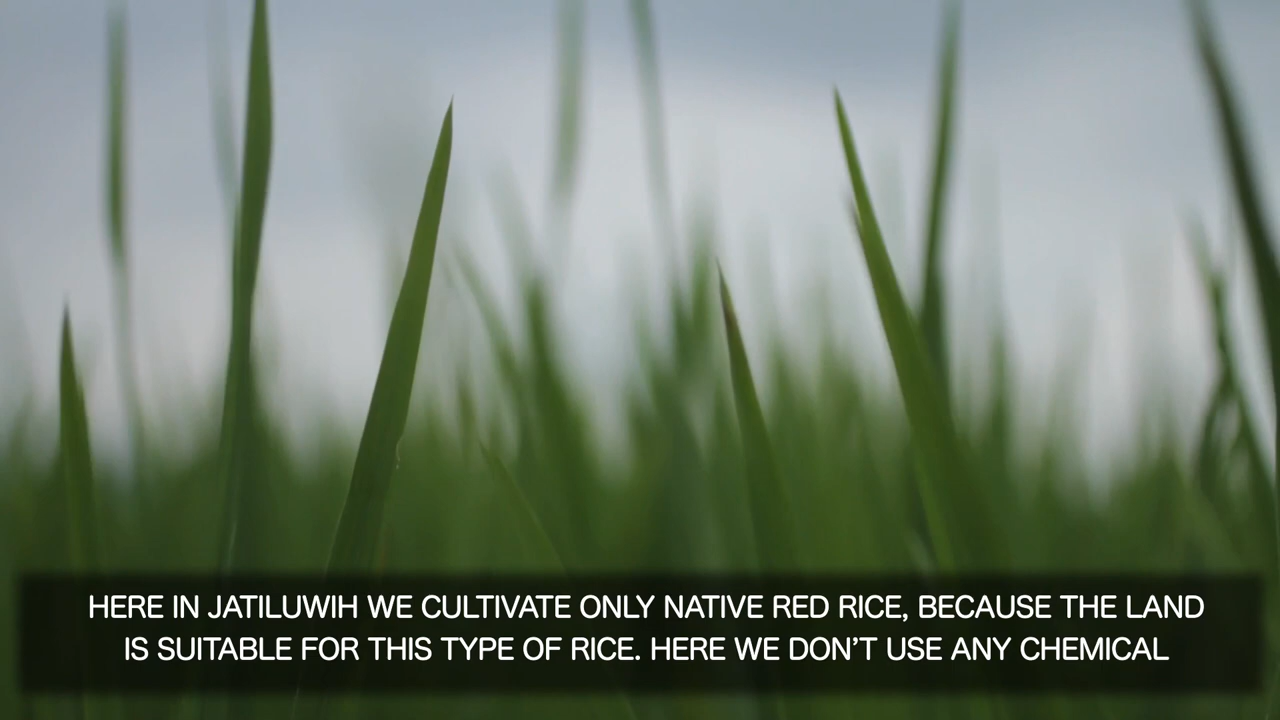 HERE IN JATILUWIH WE CULTIVATE ONLY NATIVE RED RICE, BECAUSE THE LAND
IS SUITABLE FOR THIS TYPE OF RICE. HERE WE DON’T USE ANY CHEMICAL